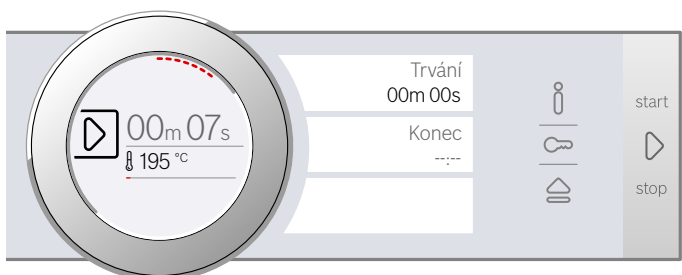 00m 07s
195 °C
Trvání
00m 00s
Konec
--:--
start
stop